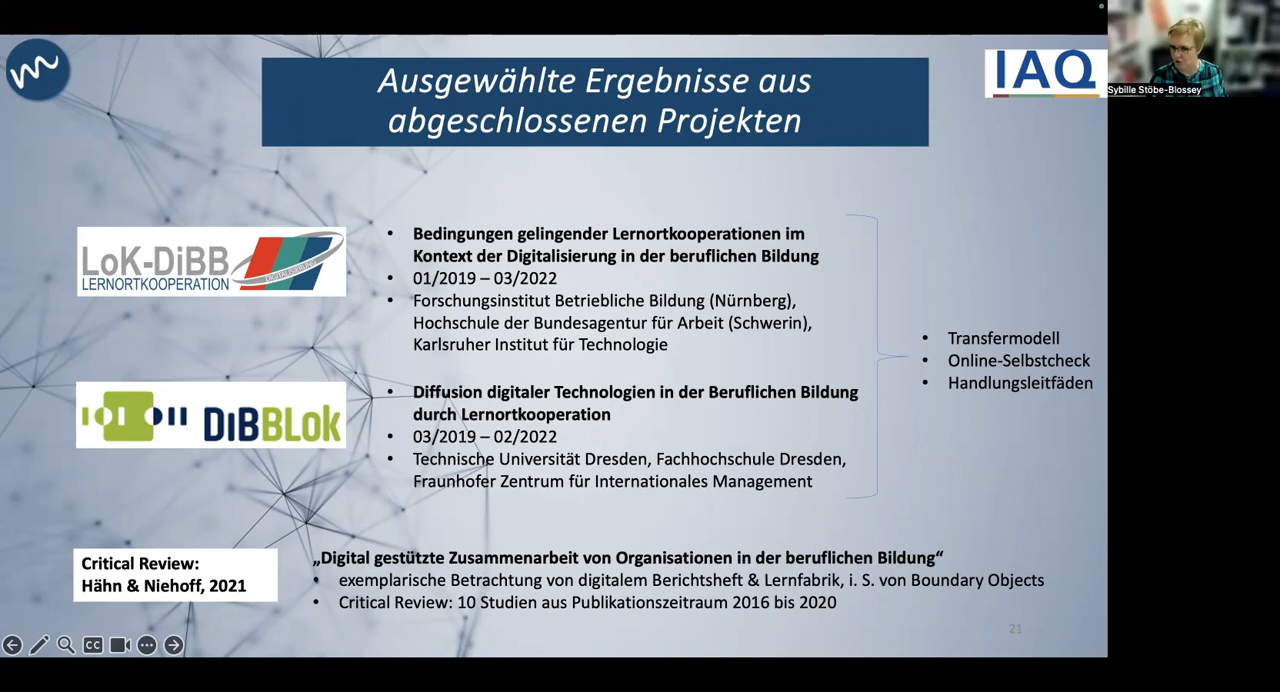 Ausgewählte Ergebnisse aus
abgeschlossenen Projekten
IAQ
Sybille Stöbe-Blossey
LoK-DiBB
LERNORTKOOPERATION
DIGITALISIERUNG
• Bedingungen gelingender Lernortkooperationen im
Kontext der Digitalisierung in der beruflichen Bildung
• 01/2019 – 03/2022
• Forschungsinstitut Betriebliche Bildung (Nürnberg),
Hochschule der Bundesagentur für Arbeit (Schwerin),
Karlsruher Institut für Technologie
• Transfermodell
• Online-Selbstcheck
• Handlungsleitfäden
DiBBLok
• Diffusion digitaler Technologien in der Beruflichen Bildung
durch Lernortkooperation
• 03/2019 – 02/2022
• Technische Universität Dresden, Fachhochschule Dresden,
Fraunhofer Zentrum für Internationales Management
Critical Review:
Hähn & Niehoff, 2021
„Digital gestützte Zusammenarbeit von Organisationen in der beruflichen Bildung“
• exemplarische Betrachtung von digitalem Berichtsheft & Lernfabrik, i. S. von Boundary Objects
• Critical Review: 10 Studien aus Publikationszeitraum 2016 bis 2020
21
CC